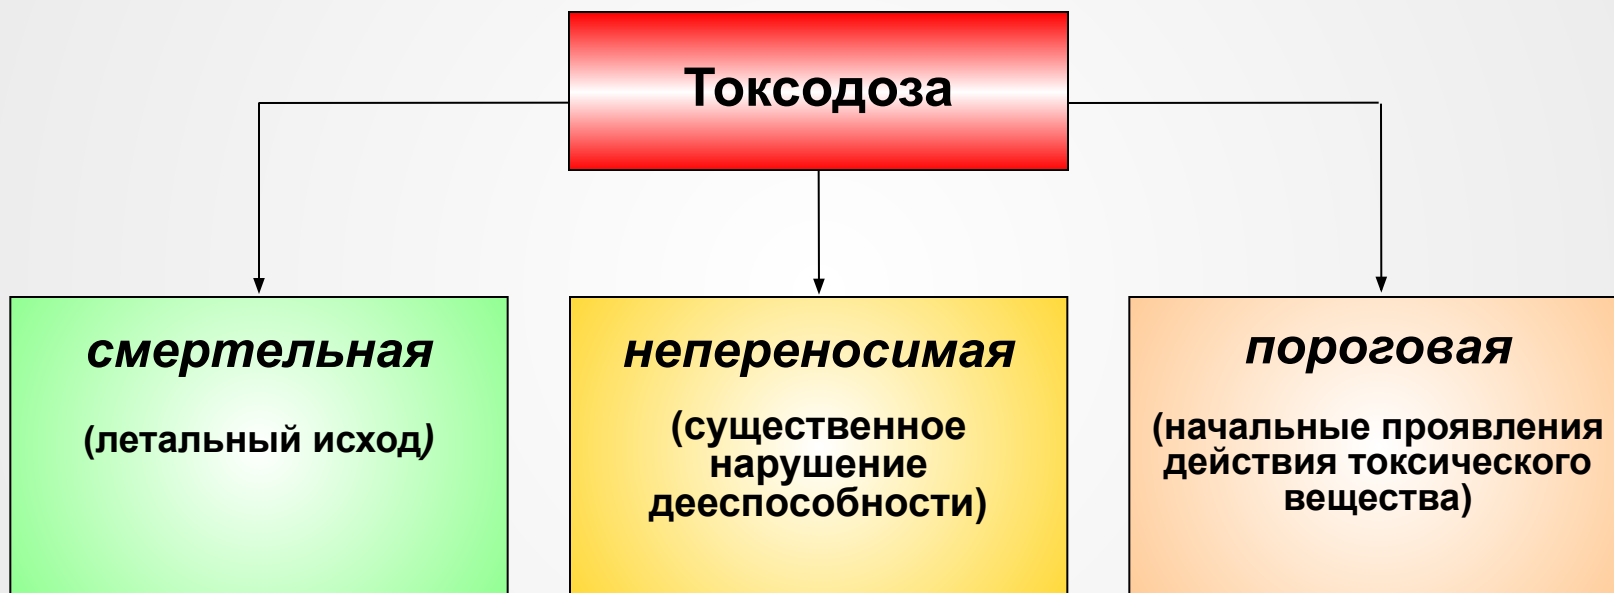 Токсодоза
смертельная
(летальный исход)
непереносимая
(существенное
нарушение
дееспособности)
пороговая
(начальные проявления
действия токсического
вещества)